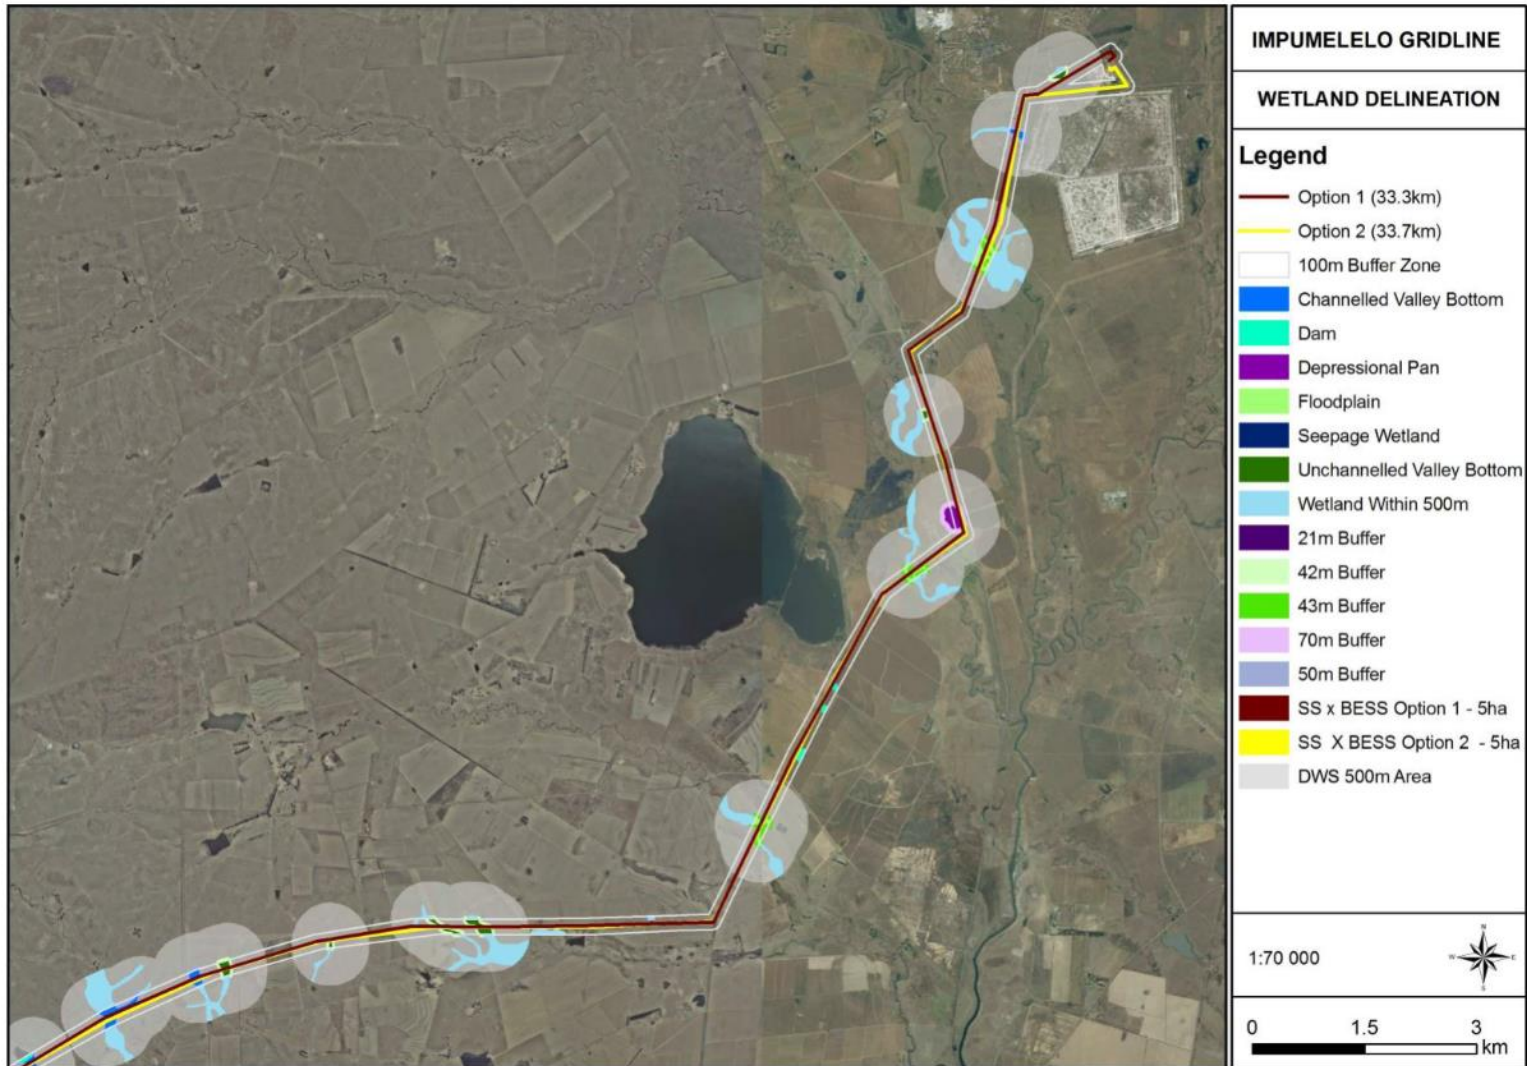 IMPUMELELO GRIDLINE
WETLAND DELINEATION
Legend
Option 1 (33.3km)
Option 2 (33.7km)
100m Buffer Zone
Channelled Valley Bottom
Dam
Depressional Pan
Floodplain
Seepage Wetland
Unchannelled Valley Bottom
Wetland Within 500m
21m Buffer
42m Buffer
43m Buffer
70m Buffer
50m Buffer
SS x BESS Option 1 - 5ha
SS X BESS Option 2 - 5ha
DWS 500m Area
1:70 000
N
W E
S
0 1.5 3
km